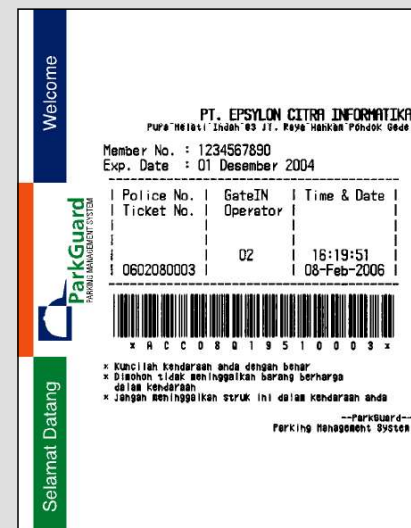 Welcome
ParkGuard
PARKING MANAGEMENT SYSTEM
Selamat Datang
PT. EPSYLON CITRA INFORMATIKA
Pura Melati Indah 83 Jl. Raya Hankam Pondok Gede
Member No. : 1234567890
Exp. Date : 01 Desember 2004
Police No. | GateIN | Time & Date
Ticket No. | Operator
02 | 16:19:51
0602080003 | 08-Feb-2006
* A C C D 8 Q 1 9 5 1 0 0 0 3 *
* Kuncilah kendaraan anda dengan benar
* Dimohon tidak meninggalkan barang berharga
dalam kendaraan
* Jangan meninggalkan struk ini dalam kendaraan anda
--ParkGuard--
Parking Management System